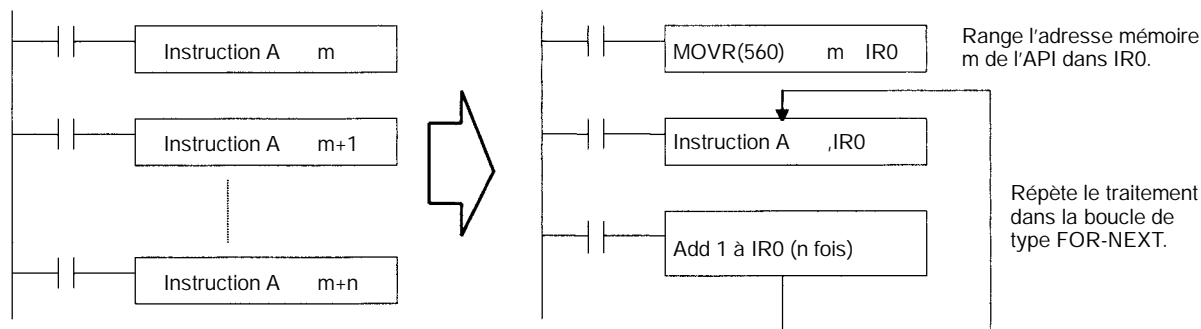 Instruction A m
Instruction A m+1
Instruction A m+n
MOVR(560) m IR0
Range l'adresse mémoire
m de l'API dans IR0.
Instruction A ,IR0
Add 1 à IR0 (n fois)
Répète le traitement
dans la boucle de
type FOR-NEXT.